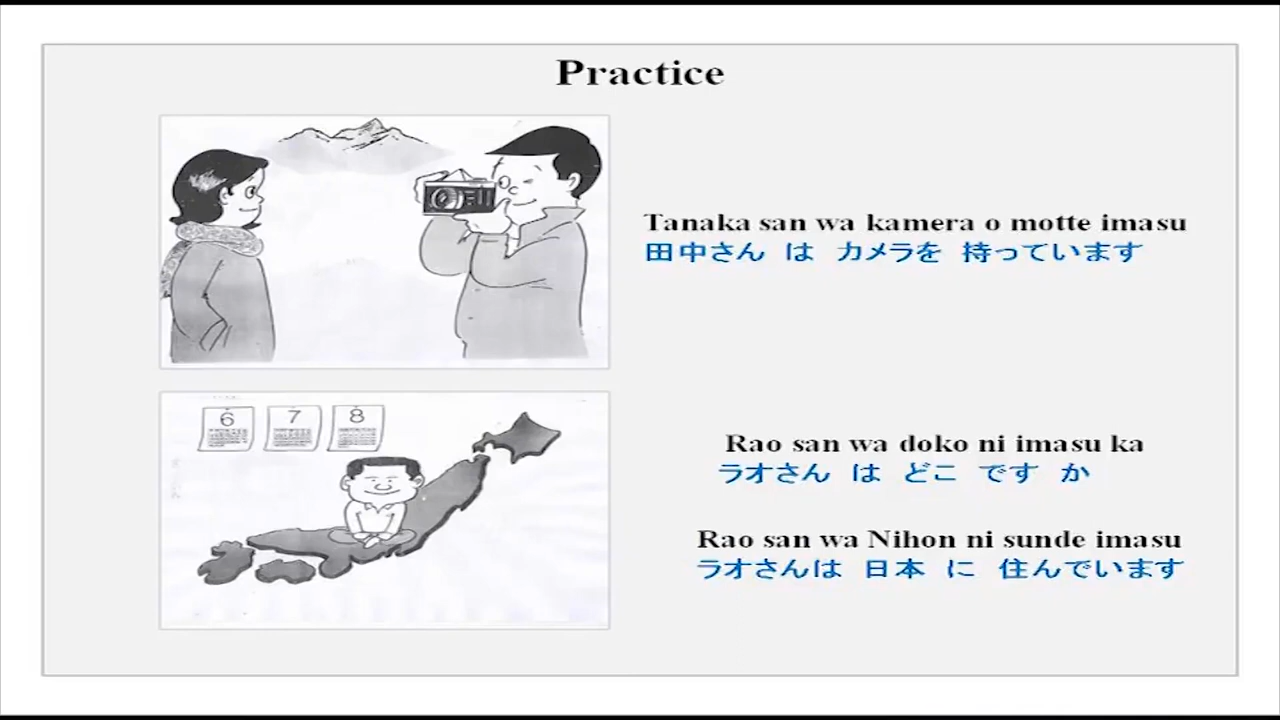 Practice
Tanaka san wa kamera o motte imasu
田中さん は カメラを 持っています
6 7 8
Rao san wa doko ni imasu ka
ラオさん は どこ です か
Rao san wa Nihon ni sunde imasu
ラオさんは 日本 に 住んでいます